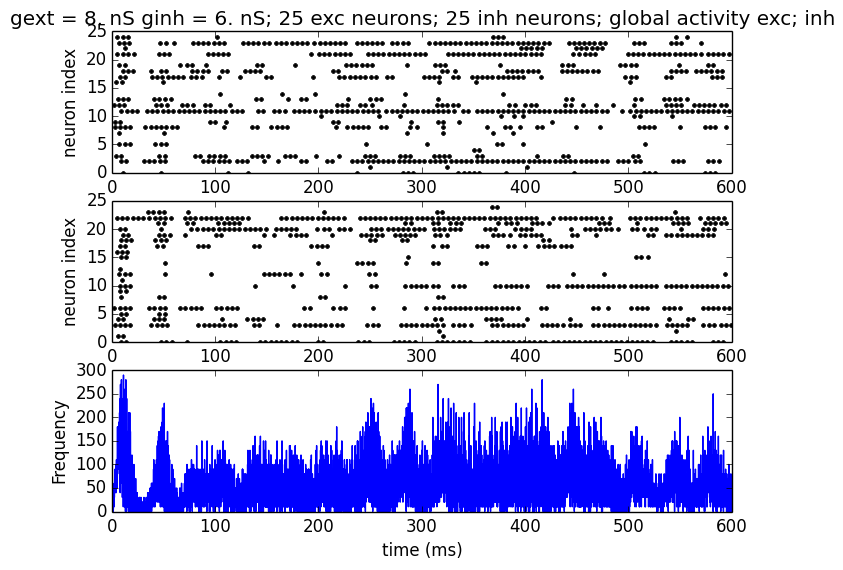 gext = 8. nS ginh = 6. nS; 25 exc neurons; 25 inh neurons; global activity exc; inh
25
20
15
10
5
0
neuron index
0 100 200 300 400 500 600
25
20
15
10
5
0
neuron index
0 100 200 300 400 500 600
300
250
200
150
100
50
0
Frequency
0 100 200 300 400 500 600
time (ms)